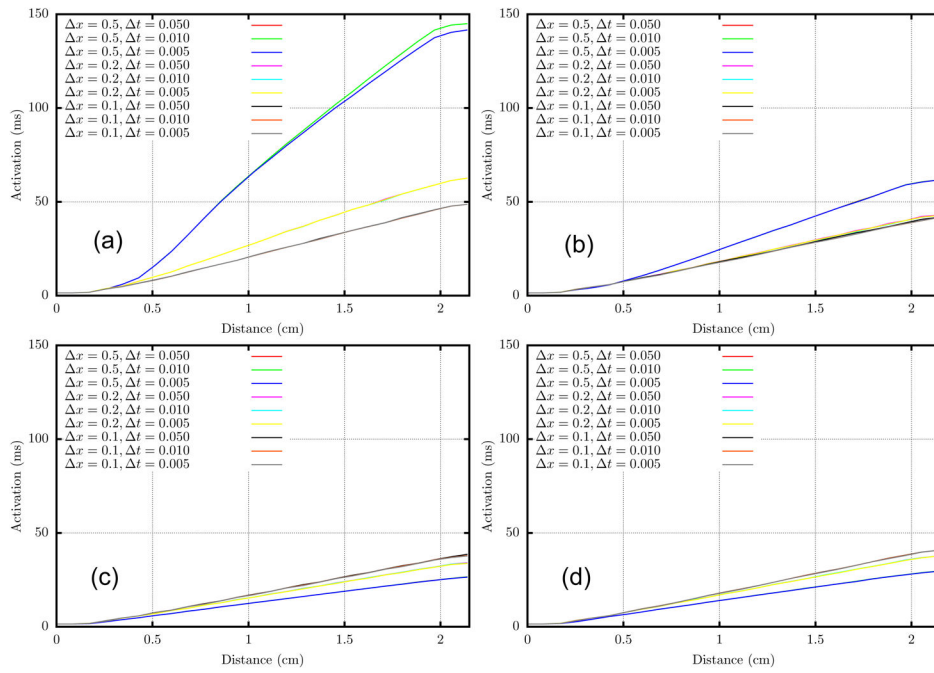 150
100
50
0
Activation (ms)
Δx = 0.5, Δt = 0.050
Δx = 0.5, Δt = 0.010
Δx = 0.5, Δt = 0.005
Δx = 0.2, Δt = 0.050
Δx = 0.2, Δt = 0.010
Δx = 0.2, Δt = 0.005
Δx = 0.1, Δt = 0.050
Δx = 0.1, Δt = 0.010
Δx = 0.1, Δt = 0.005
(a)
0 0.5 1 1.5 2
Distance (cm)
150
100
50
0
Activation (ms)
Δx = 0.5, Δt = 0.050
Δx = 0.5, Δt = 0.010
Δx = 0.5, Δt = 0.005
Δx = 0.2, Δt = 0.050
Δx = 0.2, Δt = 0.010
Δx = 0.2, Δt = 0.005
Δx = 0.1, Δt = 0.050
Δx = 0.1, Δt = 0.010
Δx = 0.1, Δt = 0.005
(b)
0 0.5 1 1.5 2
Distance (cm)
150
100
50
0
Activation (ms)
Δx = 0.5, Δt = 0.050
Δx = 0.5, Δt = 0.010
Δx = 0.5, Δt = 0.005
Δx = 0.2, Δt = 0.050
Δx = 0.2, Δt = 0.010
Δx = 0.2, Δt = 0.005
Δx = 0.1, Δt = 0.050
Δx = 0.1, Δt = 0.010
Δx = 0.1, Δt = 0.005
(c)
0 0.5 1 1.5 2
Distance (cm)
150
100
50
0
Activation (ms)
Δx = 0.5, Δt = 0.050
Δx = 0.5, Δt = 0.010
Δx = 0.5, Δt = 0.005
Δx = 0.2, Δt = 0.050
Δx = 0.2, Δt = 0.010
Δx = 0.2, Δt = 0.005
Δx = 0.1, Δt = 0.050
Δx = 0.1, Δt = 0.010
Δx = 0.1, Δt = 0.005
(d)
0 0.5 1 1.5 2
Distance (cm)